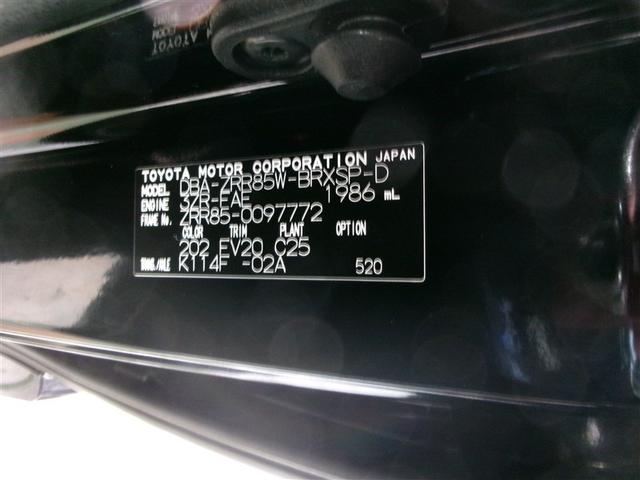 TOYOTA MOTOR CORPORATION JAPAN
MODEL DBA-ZRR85W-BRXSP-D
ENGINE 3ZR-FAE 1986 mL
FRAME No. ZRR85-0097772
COLOR TRIM PLANT OPTION
202 EV20 C25
TRANS./AXLE K114F -02A 520